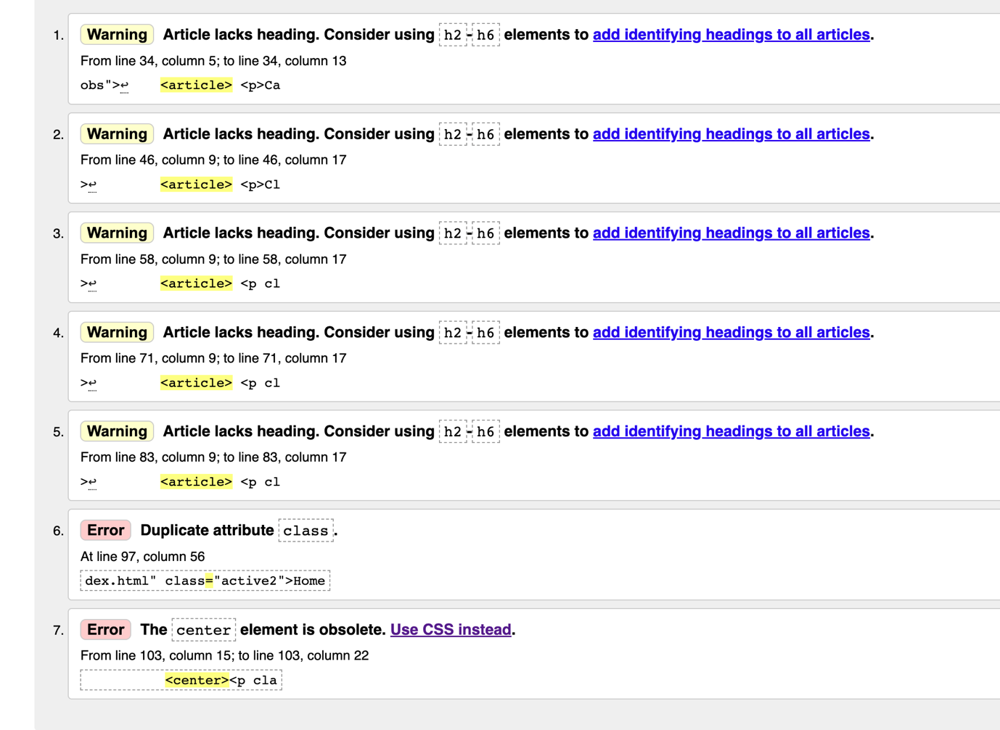 1. Warning Article lacks heading. Consider using h2-h6 elements to add identifying headings to all articles.
From line 34, column 5; to line 34, column 13
obs">↩    <article> <p>Ca
2. Warning Article lacks heading. Consider using h2-h6 elements to add identifying headings to all articles.
From line 46, column 9; to line 46, column 17
>↩        <article> <p>Cl
3. Warning Article lacks heading. Consider using h2-h6 elements to add identifying headings to all articles.
From line 58, column 9; to line 58, column 17
>↩        <article> <p cl
4. Warning Article lacks heading. Consider using h2-h6 elements to add identifying headings to all articles.
From line 71, column 9; to line 71, column 17
>↩        <article> <p cl
5. Warning Article lacks heading. Consider using h2-h6 elements to add identifying headings to all articles.
From line 83, column 9; to line 83, column 17
>↩        <article> <p cl
6. Error Duplicate attribute class.
At line 97, column 56
dex.html" class="active2">Home
7. Error The center element is obsolete. Use CSS instead.
From line 103, column 15; to line 103, column 22
<center><p cla